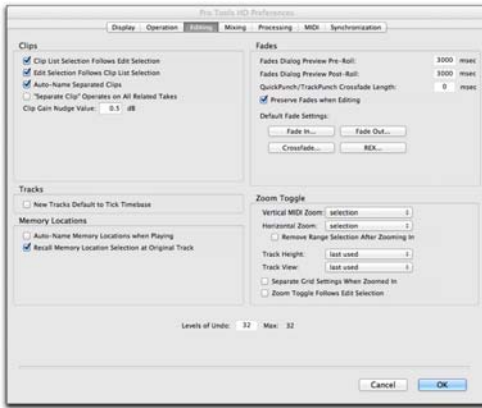 Pro Tools HD Preferences
Display Operation Editing Mixing Processing MIDI Synchronization
Clips
Clip List Selection Follows Edit Selection
Edit Selection Follows Clip List Selection
Auto-Name Separated Clips
"Separate Clip" Operates on All Related Takes
Clip Gain Nudge Value: 0.5 dB
Tracks
New Tracks Default to Tick Timebase
Memory Locations
Auto-Name Memory Locations when Playing
Recall Memory Location Selection at Original Track
Fades
Fades Dialog Preview Pre-Roll: 3000 msec
Fades Dialog Preview Post-Roll: 3000 msec
QuickPunch/TrackPunch Crossfade Length: 0 msec
Preserve Fades when Editing
Default Fade Settings:
Fade In... Fade Out...
Crossfade... REX...
Zoom Toggle
Vertical MIDI Zoom: selection
Horizontal Zoom: selection
Remove Range Selection After Zooming In
Track Height: last used
Track View: last used
Separate Grid Settings When Zoomed In
Zoom Toggle Follows Edit Selection
Levels of Undo: 32 Max: 32
Cancel OK